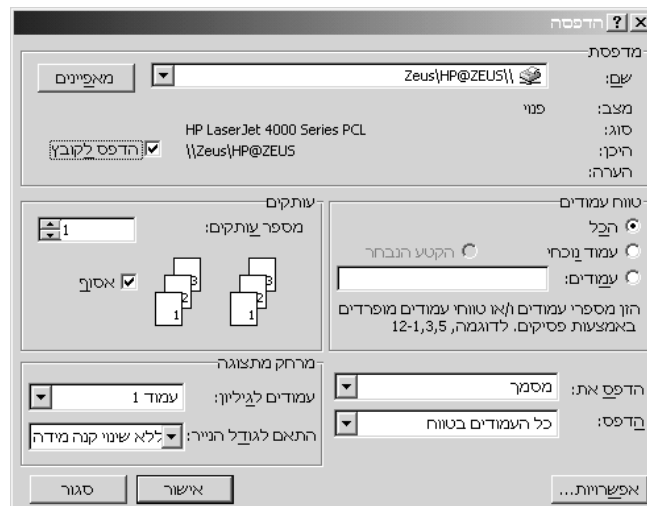 הדפסה
מדפסת
שם: \\Zeus\HP@ZEUS מאפיינים
מצב: פנוי
סוג: HP LaserJet 4000 Series PCL
היכן: \\Zeus\HP@ZEUS הדפס לקובץ
הערה:
טווח עמודים
הכל
עמוד נוכחי הקטע הנבחר
עמודים:
הזן מספרי עמודים ו/או טווחי עמודים מופרדים
באמצעות פסיקים. לדוגמה, 12-1,3,5
עותקים
מספר עותקים: 1
3 3
2 2
1 1
אסוף
הדפס את: מסמך
הדפס: כל העמודים בטווח
מרחק מתצוגה
עמודים לגיליון: עמוד 1
התאם לגודל הנייר: ללא שינוי קנה מידה
אפשרויות... אישור סגור